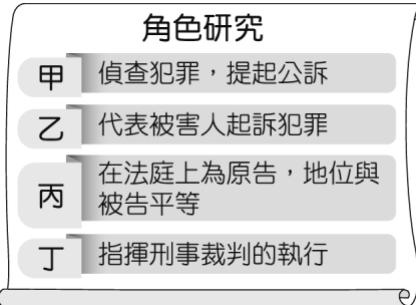 角色研究
甲 偵查犯罪，提起公訴
乙 代表被害人起訴犯罪
丙 在法庭上為原告，地位與
被告平等
丁 指揮刑事裁判的執行